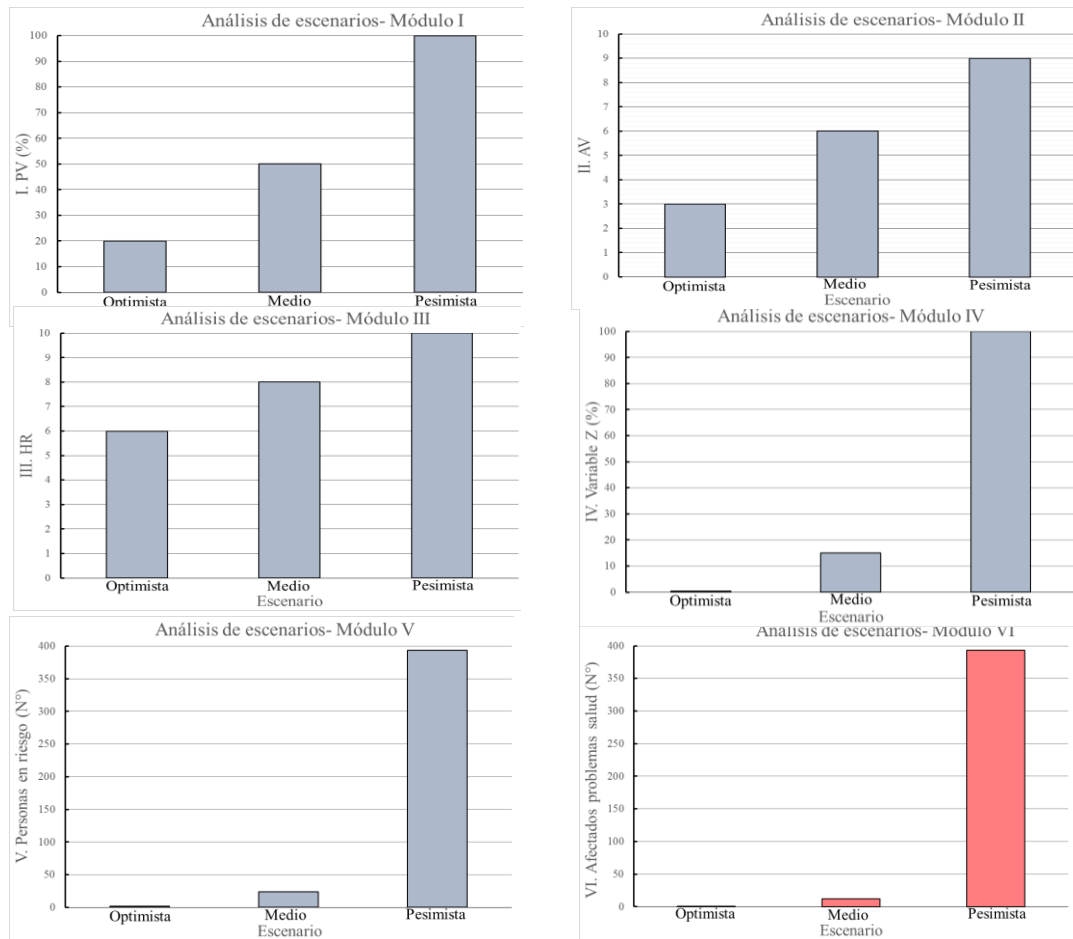 Análisis de escenarios- Módulo I
I. PV (%)
100
90
80
70
60
50
40
30
20
10
0
Optimista Medio Pesimista
Análisis de escenarios- Módulo II
II. AV
10
9
8
7
6
5
4
3
2
1
0
Optimista Medio Pesimista
Escenario
Análisis de escenarios- Módulo III
III. HR
10
9
8
7
6
5
4
3
2
1
0
Optimista Medio Pesimista
Escenario
Análisis de escenarios- Módulo IV
IV. Variable Z (%)
100
90
80
70
60
50
40
30
20
10
0
Optimista Medio Pesimista
Escenario
Análisis de escenarios- Módulo V
V. Personas en riesgo (N°)
400
350
300
250
200
150
100
50
0
Optimista Medio Pesimista
Escenario
Análisis de escenarios- Módulo VI
VI. Afectados problemas salud (N°)
400
350
300
250
200
150
100
50
0
Optimista Medio Pesimista
Escenario